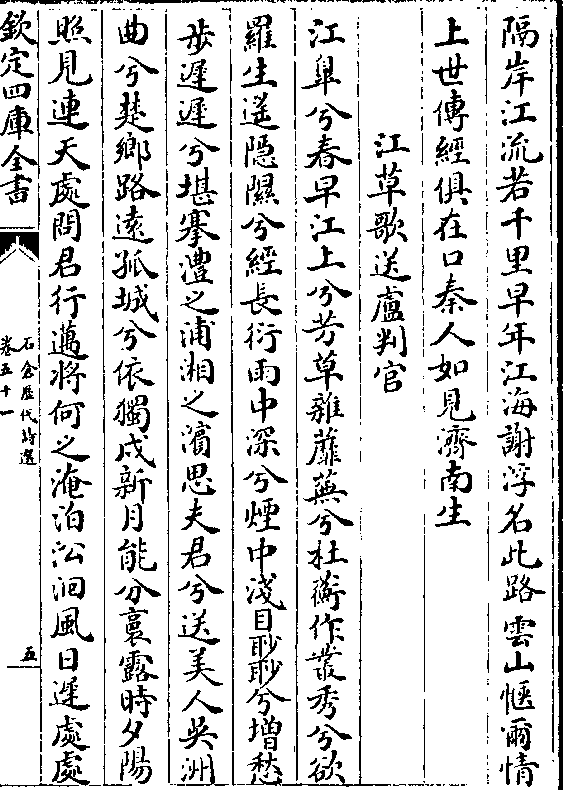 隔岸江流若千里早年江海謝浮名此路雲山愜爾情
上世傳經俱在口秦人如見濟南生
江草歌送盧判官
江臯兮春早江上兮芳草雜蘼蕪兮杜蘅作叢秀兮欲
羅生遥隠隰兮經長衍雨中深兮煙中淺目眇眇兮増愁
歩遲遲兮堪搴澧之浦湘之濱思夫君兮送美人吳洲
曲兮楚鄉路遠孤城兮依獨戍新月能分裛露時夕陽
照見連天處問君行邁將何之淹泊㳂洄風日遲處處
欽定四庫全書
石倉歴代詩選
卷五十一
五